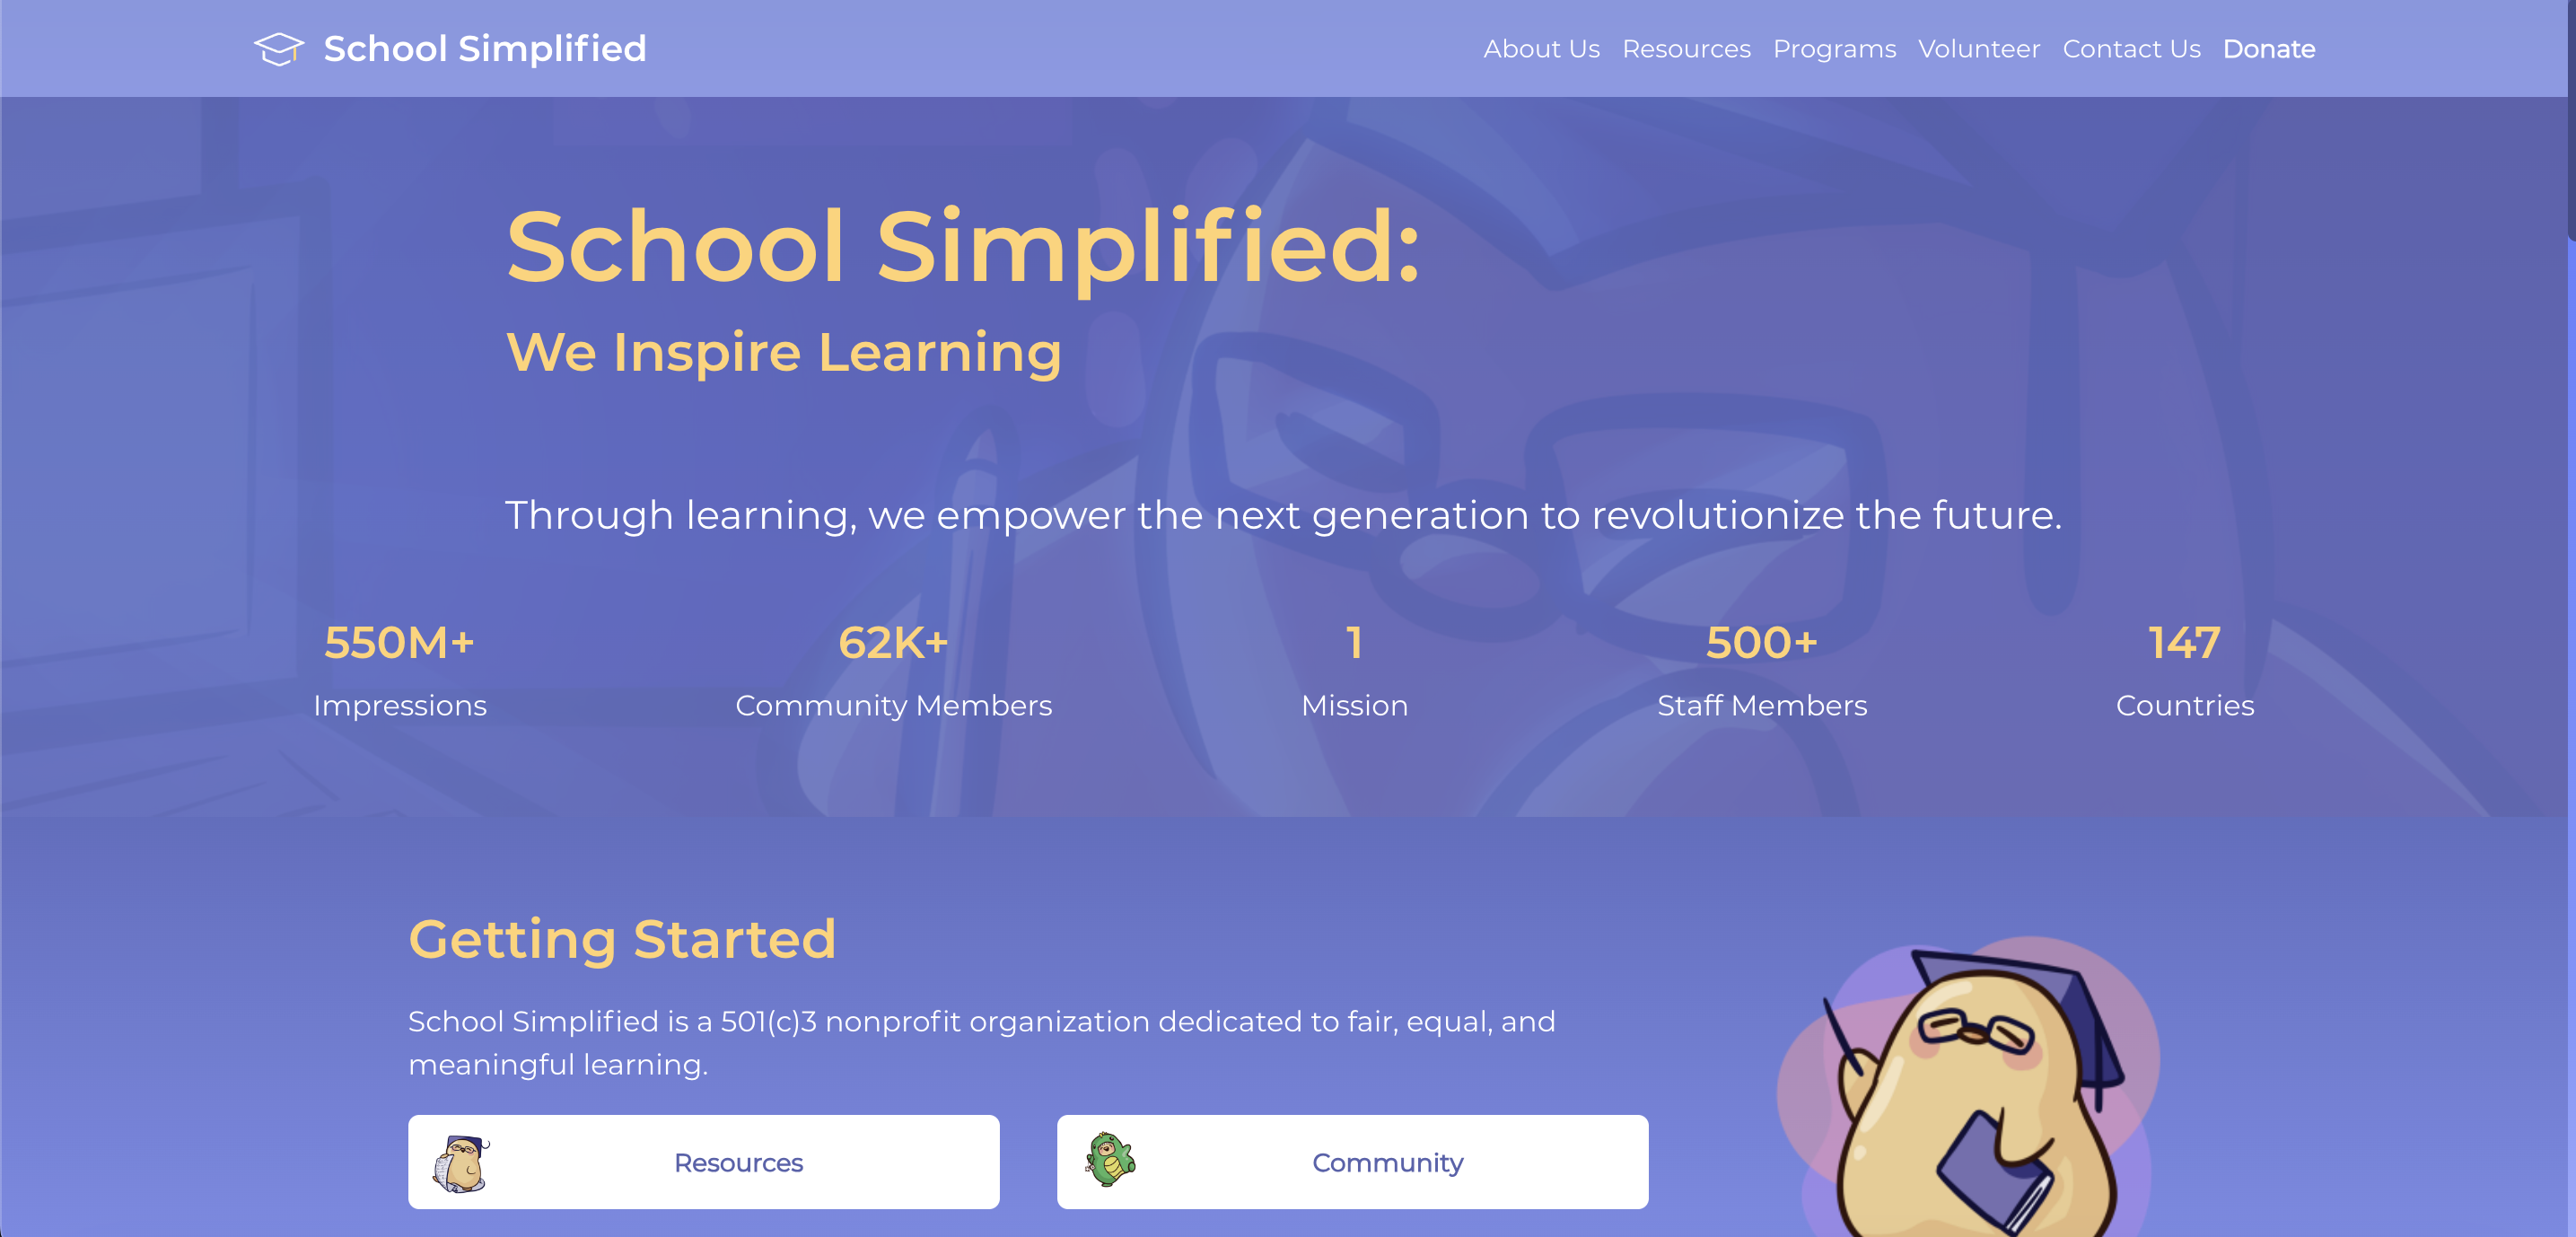 School Simplified
About Us Resources Programs Volunteer Contact Us Donate
School Simplified:
We Inspire Learning
Through learning, we empower the next generation to revolutionize the future.
550M+ 62K+ 1 500+ 147
Impressions Community Members Mission Staff Members Countries
Getting Started
School Simplified is a 501(c)3 nonprofit organization dedicated to fair, equal, and
meaningful learning.
Resources Community